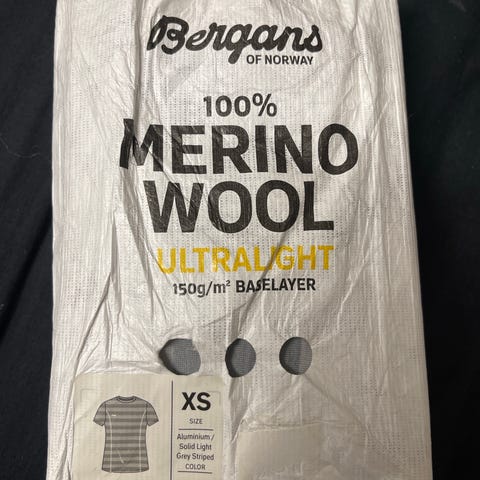 Bergans
OF NORWAY
100%
MERINO
WOOL
ULTRALIGHT
150g/m² BASELAYER
XS
SIZE
Aluminium /
Solid Light
Grey Striped
COLOR